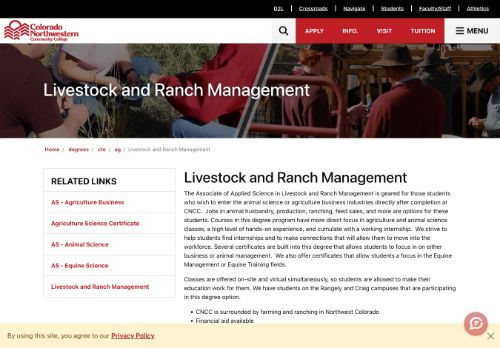 D2L Crossroads Navigate Students Faculty/Staff Athletics
Colorado
Northwestern
Community College
APPLY INFO. VISIT TUITION MENU
Livestock and Ranch Management
Home / degrees / cte / ag / Livestock and Ranch Management
RELATED LINKS
AS - Agriculture Business
Agriculture Science Certificate
AS - Animal Science
AS - Equine Science
Livestock and Ranch Management
Livestock and Ranch Management
The Associate of Applied Science in Livestock and Ranch Management is geared for those students
who wish to enter the animal science or agriculture business industries directly after completion at
CNCC. Jobs in animal husbandry, production, ranching, feed sales, and more are options for these
students. Courses in this degree program have more direct focus in agriculture and animal science
classes, a high level of hands-on experience, and cumulate with a working internship. We strive to
help students find internships and to make connections that will allow them to move into the
workforce. Several certificates are built into this degree that allows students to focus in on either
business or animal management. We also offer certificates that allow students a focus in the Equine
Management or Equine Training fields.
Classes are offered on-site and virtual simultaneously, so students are allowed to make their
education work for them. We have students on the Rangely and Craig campuses that are participating
in this degree option.
• CNCC is surrounded by farming and ranching in Northwest Colorado
• Financial aid available
By using this site, you agree to our Privacy Policy